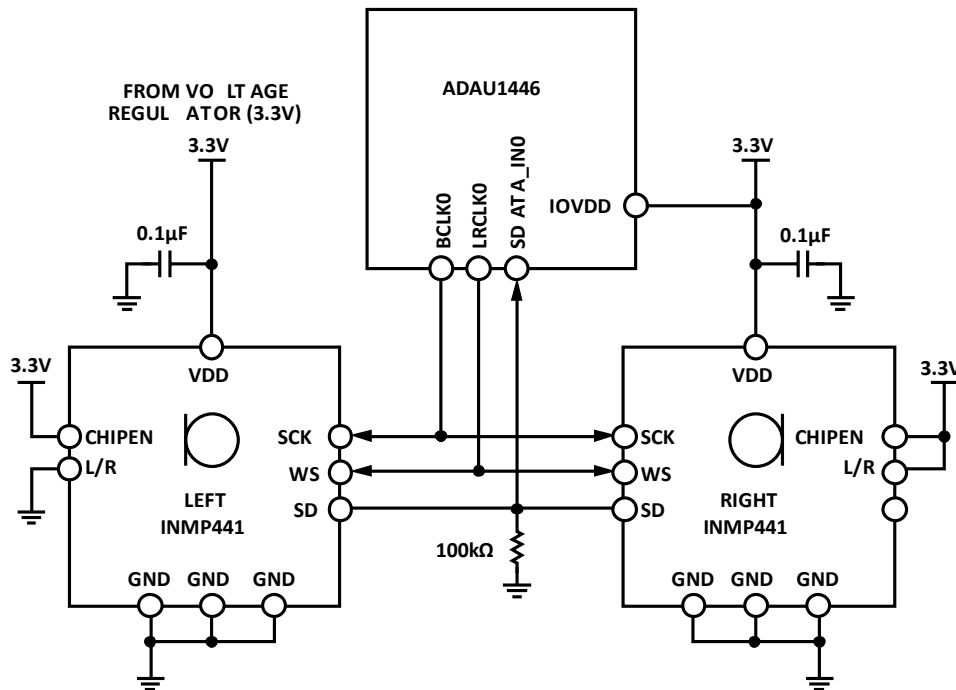 ADAU1446
FROM VO LT AGE
REGUL ATOR (3.3V)
3.3V
3.3V
BCLK0
LRCLK0
SD ATA_IN0
IOVDD
0.1µF
0.1µF
3.3V
VDD
VDD
3.3V
CHIPEN
SCK
SCK
CHIPEN
L/R
WS
WS
L/R
LEFT
INMP441
SD
SD
RIGHT
INMP441
100kΩ
GND
GND
GND
GND
GND
GND